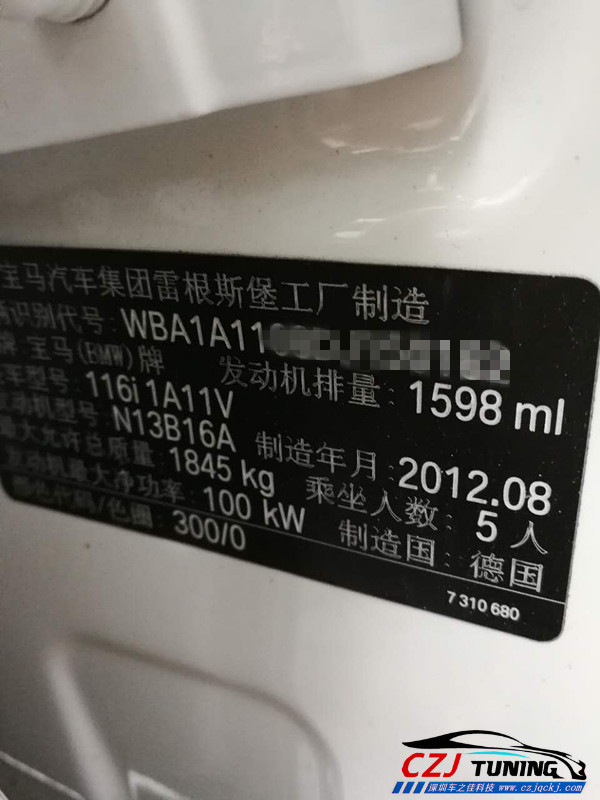 宝马汽车集团雷根斯堡工厂制造
识别代号: WBA1A11
牌: 宝马(BMW)牌 发动机排量: 1598 ml
车型号: 116i 1A11V
动机型号: N13B16A 制造年月: 2012.08
最大允许总质量: 1845 kg 乘坐人数: 5 人
发动机最大净功率: 100 kW 制造国: 德国
300/0
7 310 680
CZJ TUNING
深圳车之佳科技 www.czjqckj.com